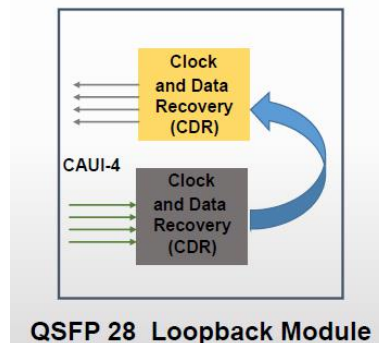 Clock
and Data
Recovery
(CDR)
CAUI-4
Clock
and Data
Recovery
(CDR)
QSFP 28 Loopback Module